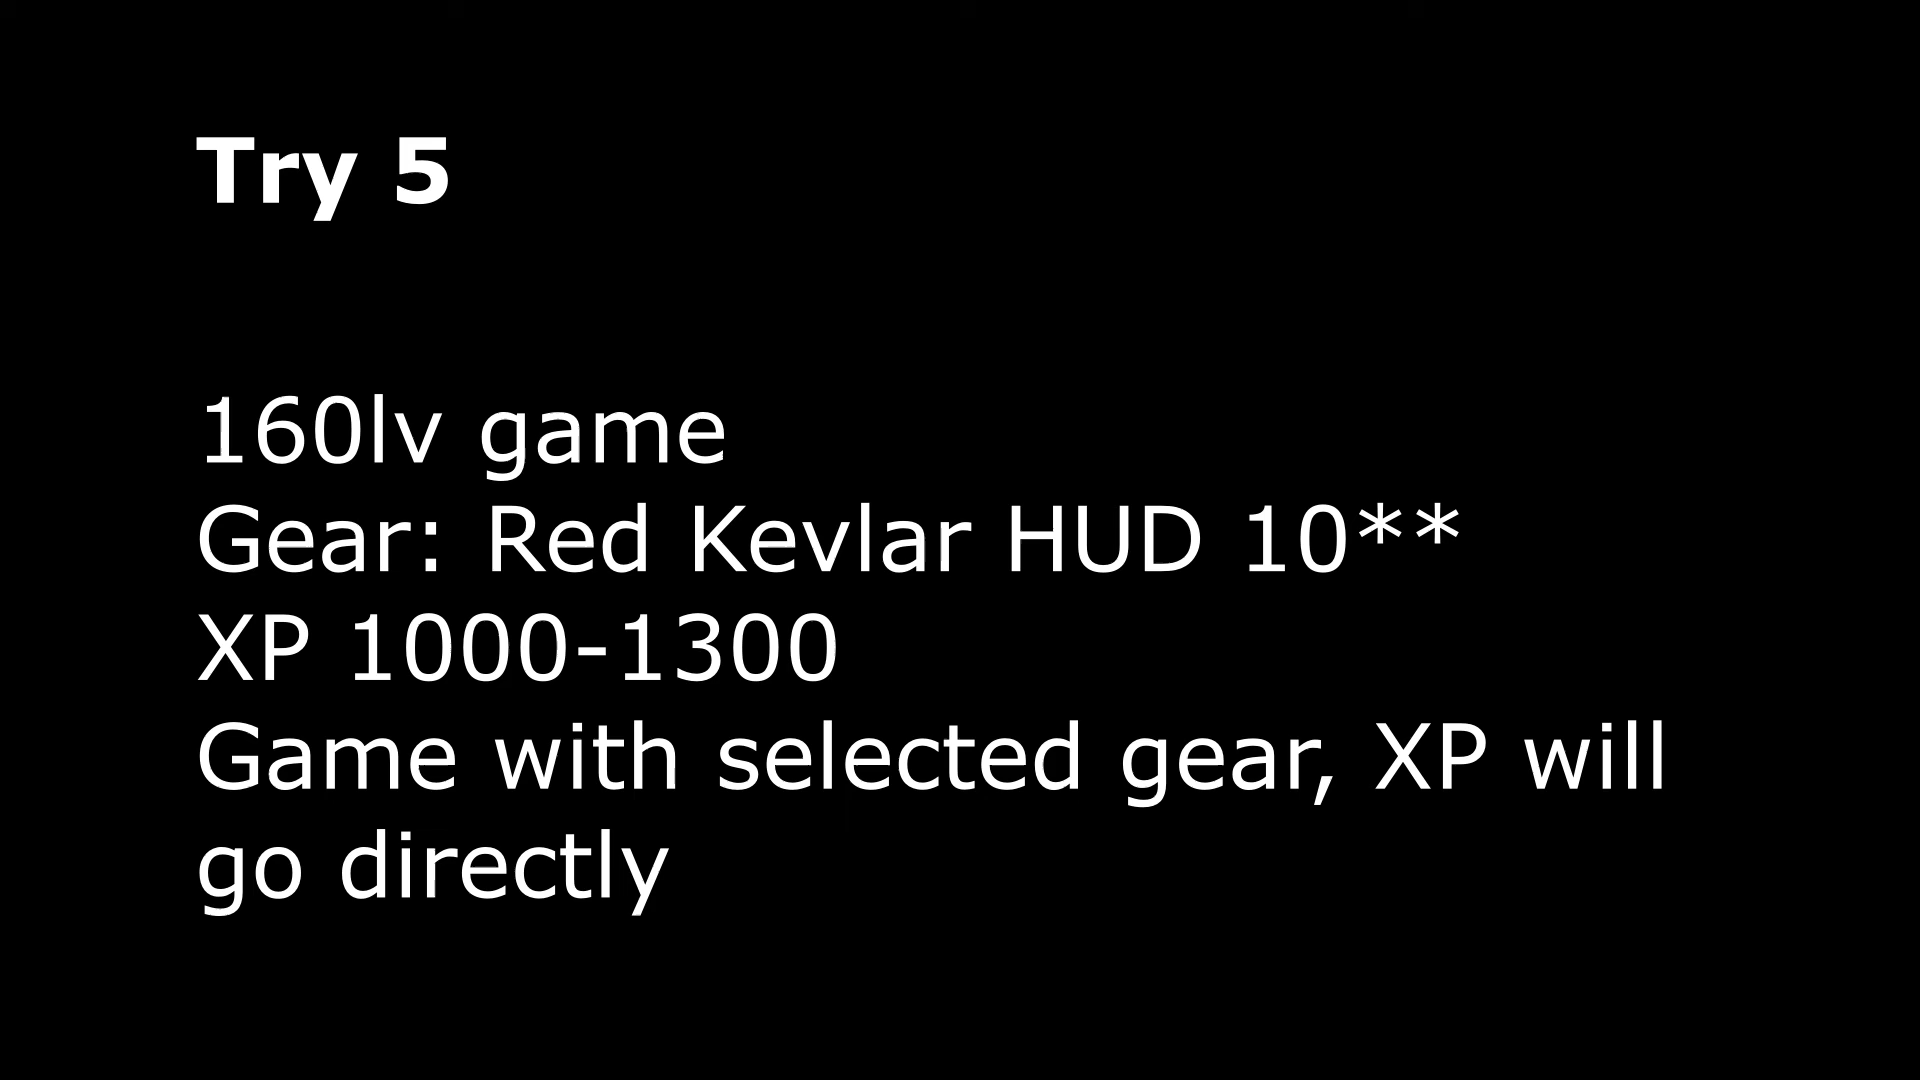 Try 5
160lv game
Gear: Red Kevlar HUD 10**
XP 1000-1300
Game with selected gear, XP will
go directly